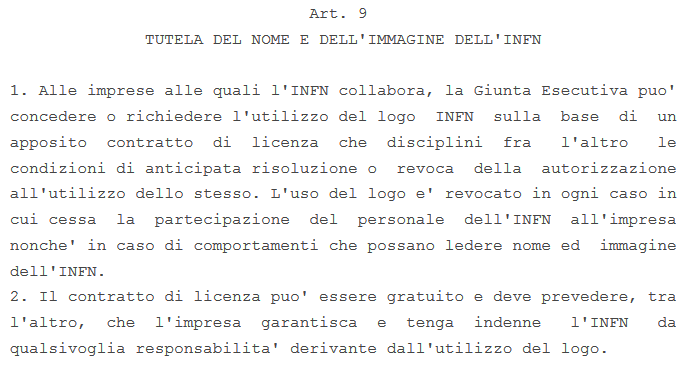 Art. 9
TUTELA DEL NOME E DELL'IMMAGINE DELL'INFN
1. Alle imprese alle quali l'INFN collabora, la Giunta Esecutiva puo'
concedere o richiedere l'utilizzo del logo INFN sulla base di un
apposito contratto di licenza che disciplini fra l'altro le
condizioni di anticipata risoluzione o revoca della autorizzazione
all'utilizzo dello stesso. L'uso del logo e' revocato in ogni caso in
cui cessa la partecipazione del personale dell'INFN all'impresa
nonche' in caso di comportamenti che possano ledere nome ed immagine
dell'INFN.
2. Il contratto di licenza puo' essere gratuito e deve prevedere, tra
l'altro, che l'impresa garantisca e tenga indenne l'INFN da
qualsivoglia responsabilita' derivante dall'utilizzo del logo.